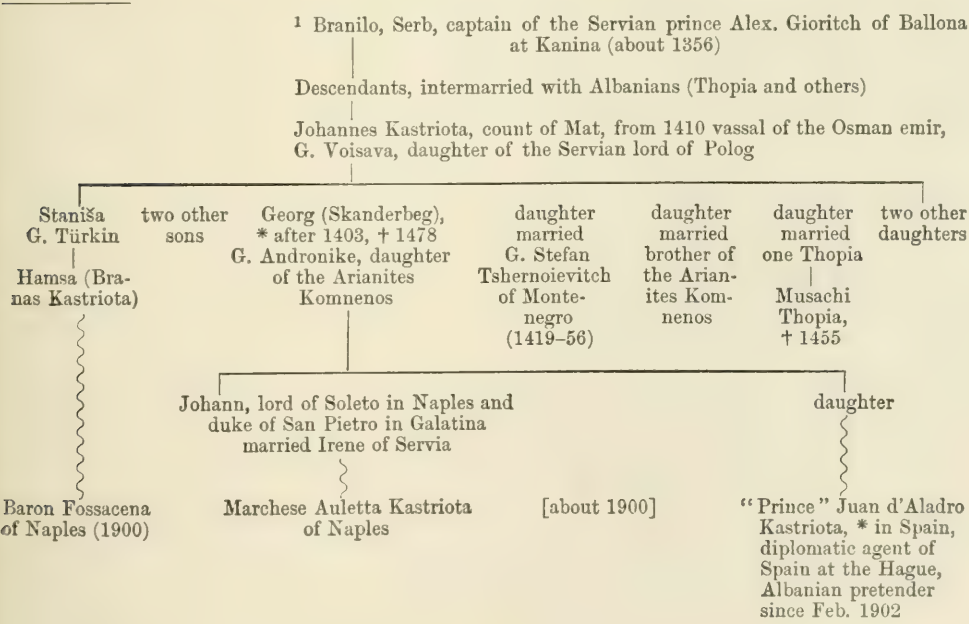 ¹ Branilo, Serb, captain of the Servian prince Alex. Gioritch of Ballona
at Kanina (about 1356)
Descendants, intermarried with Albanians (Thopia and others)
Johannes Kastriota, count of Mat, from 1410 vassal of the Osman emir,
G. Voisava, daughter of the Servian lord of Polog
Staniša
G. Türkin
Hamsa (Bra-
nas Kastriota)
two other
sons
Georg (Skanderbeg),
* after 1403, † 1478
G. Andronike, daughter
of the Arianites
Komnenos
daughter
married
G. Stefan
Tshernoievitch
of Monte-
negro
(1419–56)
daughter
married
brother of
the Arian-
ites Kom-
nenos
daughter
married
one Thopia
Musachi
Thopia,
† 1455
two other
daughters
Johann, lord of Soleto in Naples and
duke of San Pietro in Galatina
married Irene of Servia
daughter
Baron Fossacena
of Naples (1900)
Marchese Auletta Kastriota
of Naples
[about 1900]
“Prince” Juan d'Aladro
Kastriota, * in Spain,
diplomatic agent of
Spain at the Hague,
Albanian pretender
since Feb. 1902